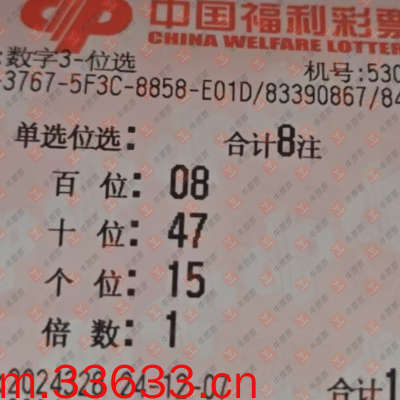 中国福利彩票
CHINA WELFARE LOTTER
:数字3-位选 机号:530
-3767-5F3C-8858-E01D/83390867/84
单选位选: 合计8注
百 位: 08
十 位: 47
个 位: 15
倍 数: 1
m.33633.cn
合计1